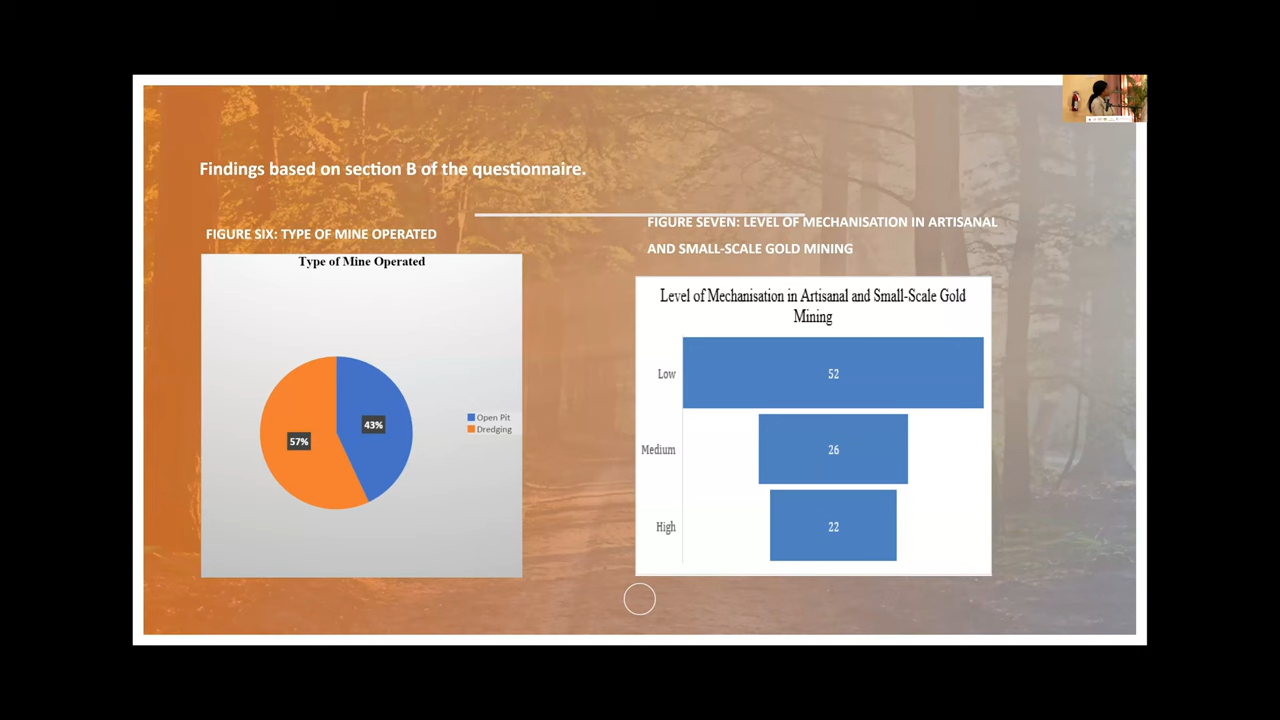 Findings based on section B of the questionnaire.
FIGURE SIX: TYPE OF MINE OPERATED
Type of Mine Operated
43%
57%
Open Pit
Dredging
FIGURE SEVEN: LEVEL OF MECHANISATION IN ARTISANAL
AND SMALL-SCALE GOLD MINING
Level of Mechanisation in Artisanal and Small-Scale Gold
Mining
Low
52
Medium
26
High
22